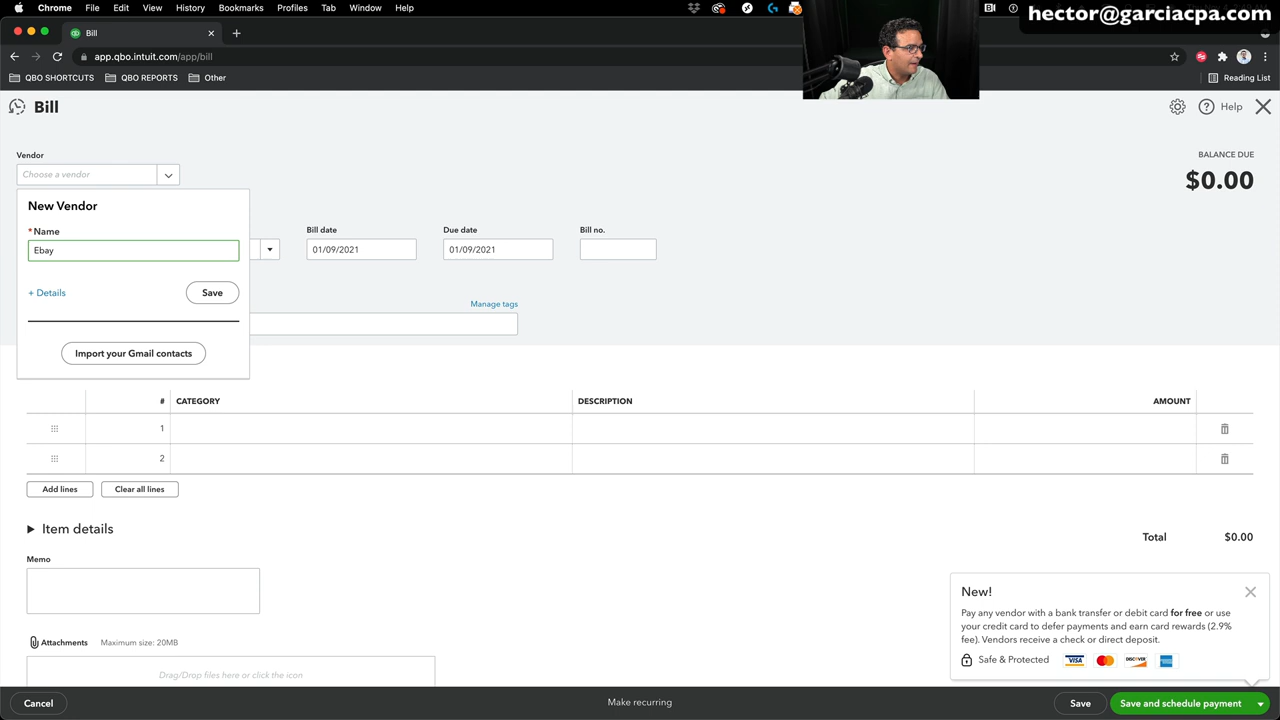 Chrome File Edit View History Bookmarks Profiles Tab Window Help
hector@garciacpa.com
Bill
app.qbo.intuit.com/app/bill
QBO SHORTCUTS QBO REPORTS Other Reading List
Bill Help
Vendor BALANCE DUE
Choose a vendor $0.00
New Vendor
*Name
Ebay
+ Details Save
Import your Gmail contacts
Bill date Due date Bill no.
01/09/2021 01/09/2021
Manage tags
# CATEGORY DESCRIPTION AMOUNT
1
2
Add lines Clear all lines
Item details
Total $0.00
Memo
Attachments Maximum size: 20MB
Drag/Drop files here or click the icon
New!
Pay any vendor with a bank transfer or debit card for free or use
your credit card to defer payments and earn card rewards (2.9%
fee). Vendors receive a check or direct deposit.
Safe & Protected VISA DISCOVER
Cancel Make recurring Save Save and schedule payment